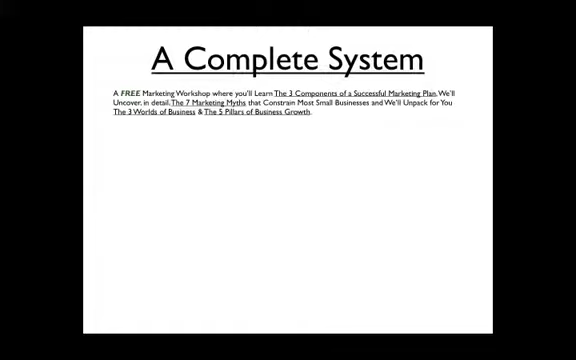 A Complete System
A FREE Marketing Workshop where you'll Learn The 3 Components of a Successful Marketing Plan. We'll
Uncover, in detail, The 7 Marketing Myths that Constrain Most Small Businesses and We'll Unpack for You
The 3 Worlds of Business & The 5 Pillars of Business Growth.